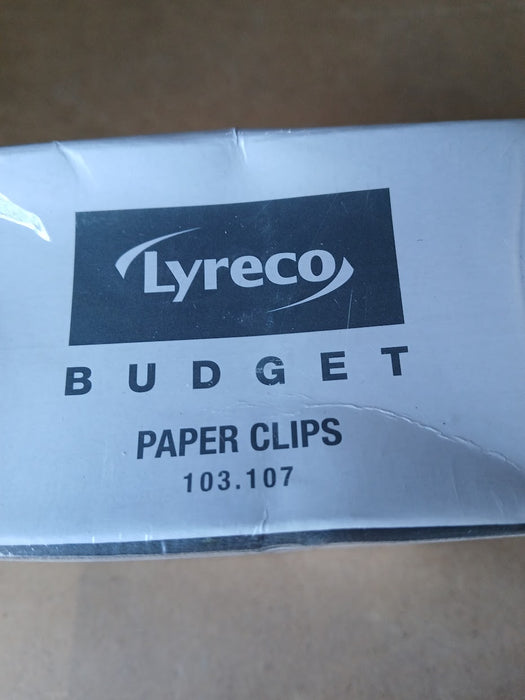 Lyreco
BUDGET
PAPER CLIPS
103.107